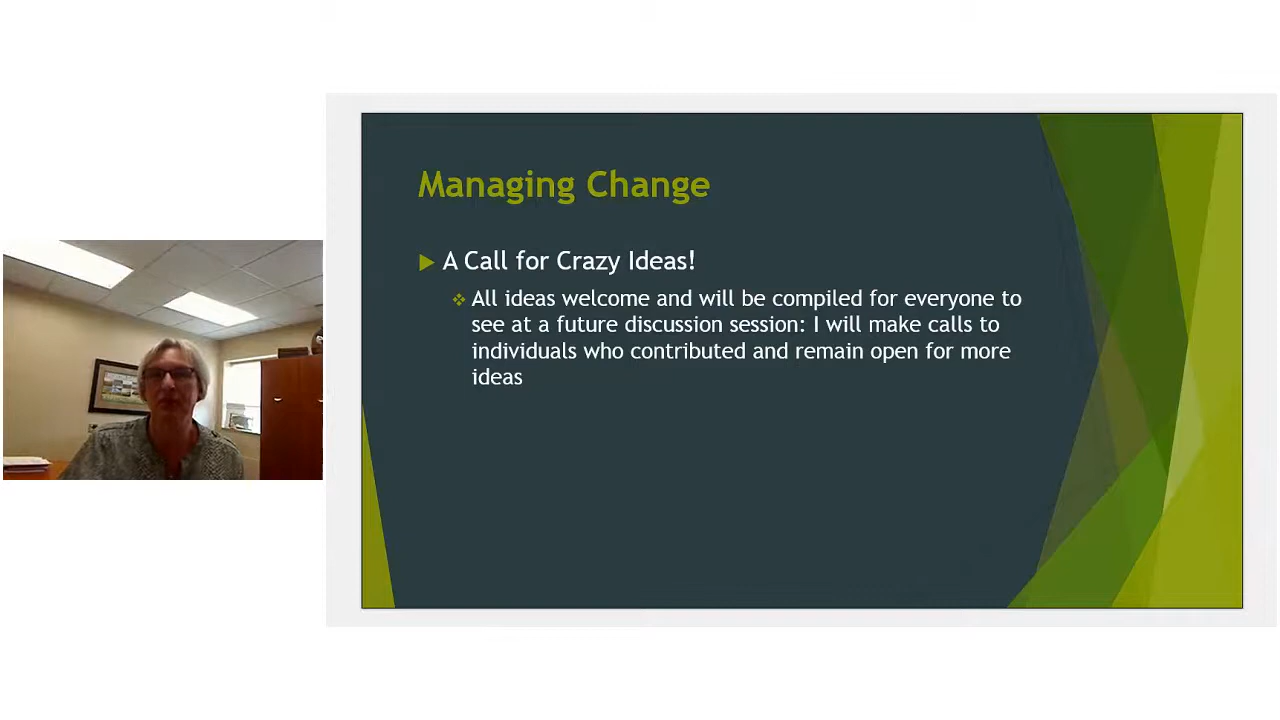 Managing Change
A Call for Crazy Ideas!
All ideas welcome and will be compiled for everyone to
see at a future discussion session: I will make calls to
individuals who contributed and remain open for more
ideas